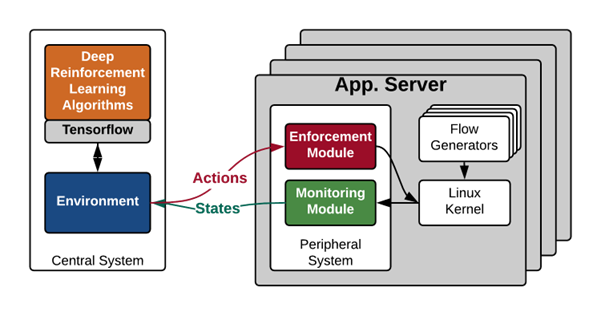 Deep
Reinforcement
Learning
Algorithms
Tensorflow
Environment
Central System
Actions
States
App. Server
Enforcement
Module
Monitoring
Module
Peripheral
System
Flow
Generators
Linux
Kernel